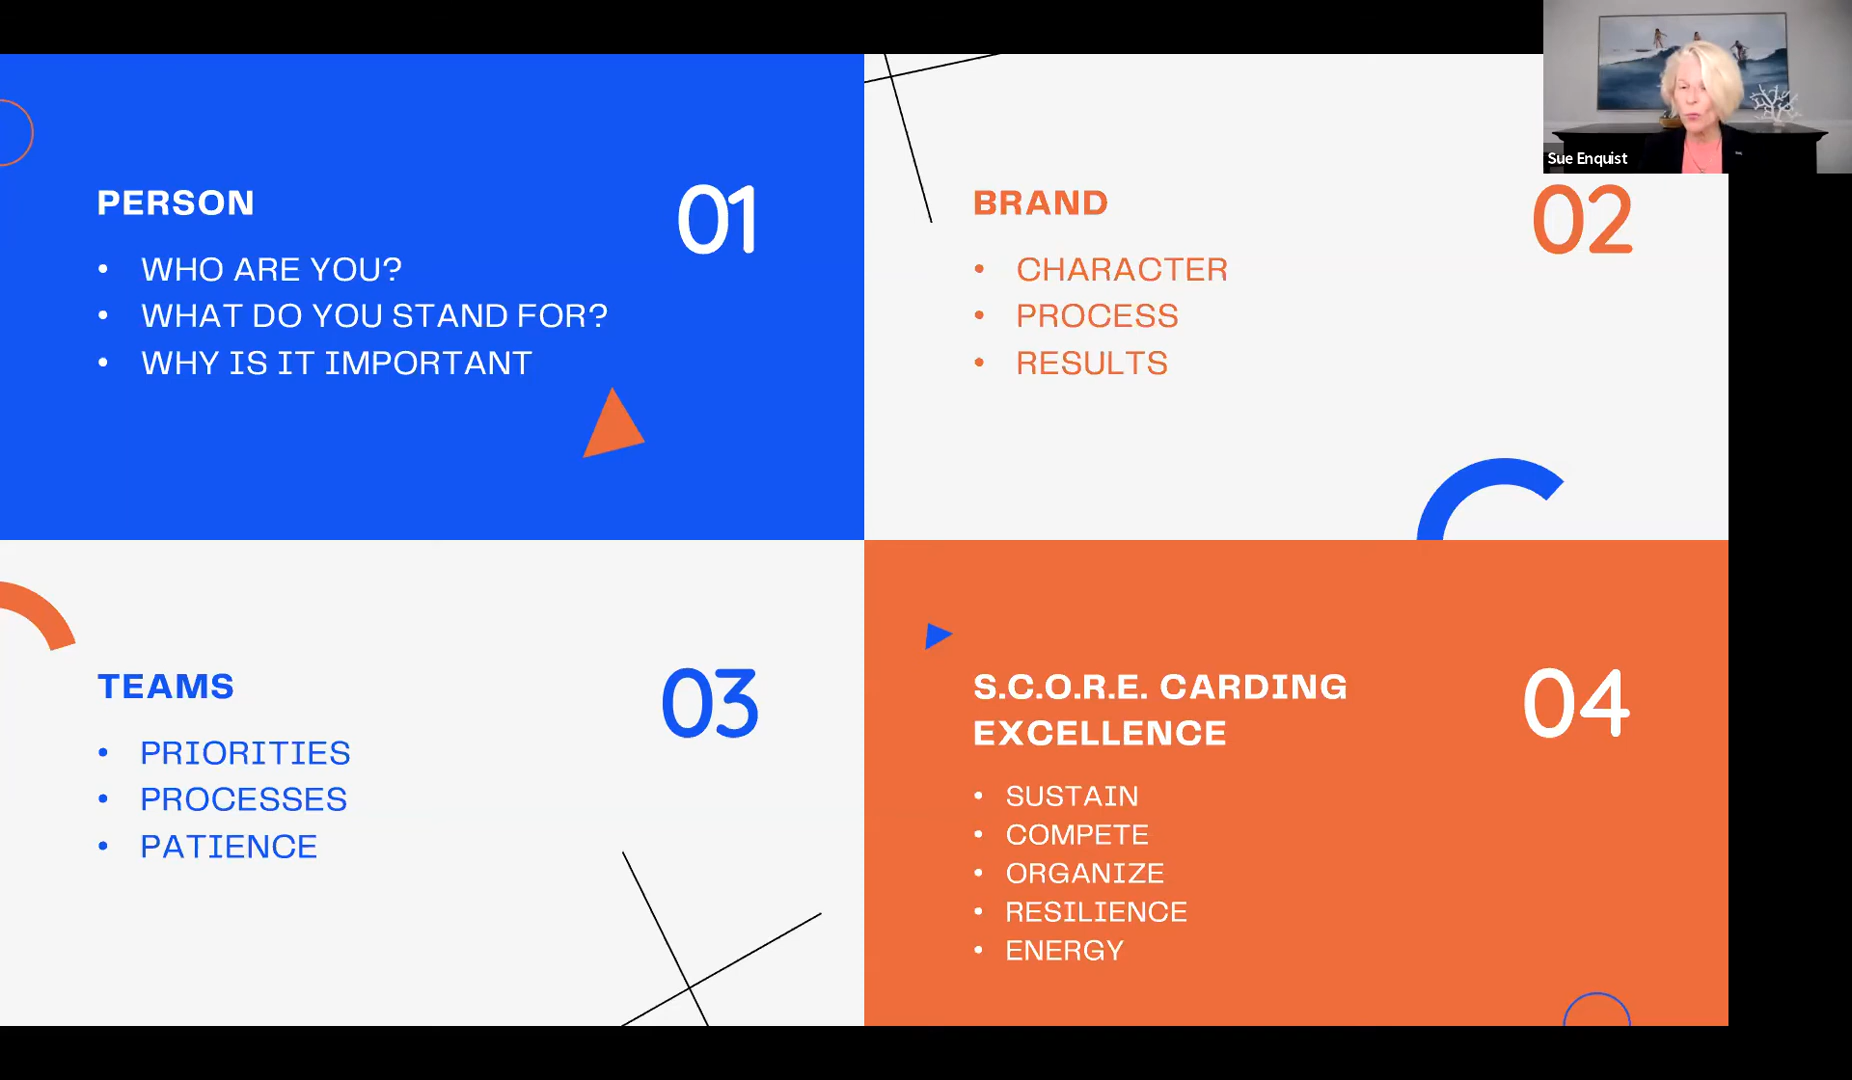 PERSON
01
• WHO ARE YOU?
• WHAT DO YOU STAND FOR?
• WHY IS IT IMPORTANT
BRAND
02
• CHARACTER
• PROCESS
• RESULTS
Sue Enquist
TEAMS
03
• PRIORITIES
• PROCESSES
• PATIENCE
S.C.O.R.E. CARDING
EXCELLENCE
04
• SUSTAIN
• COMPETE
• ORGANIZE
• RESILIENCE
• ENERGY